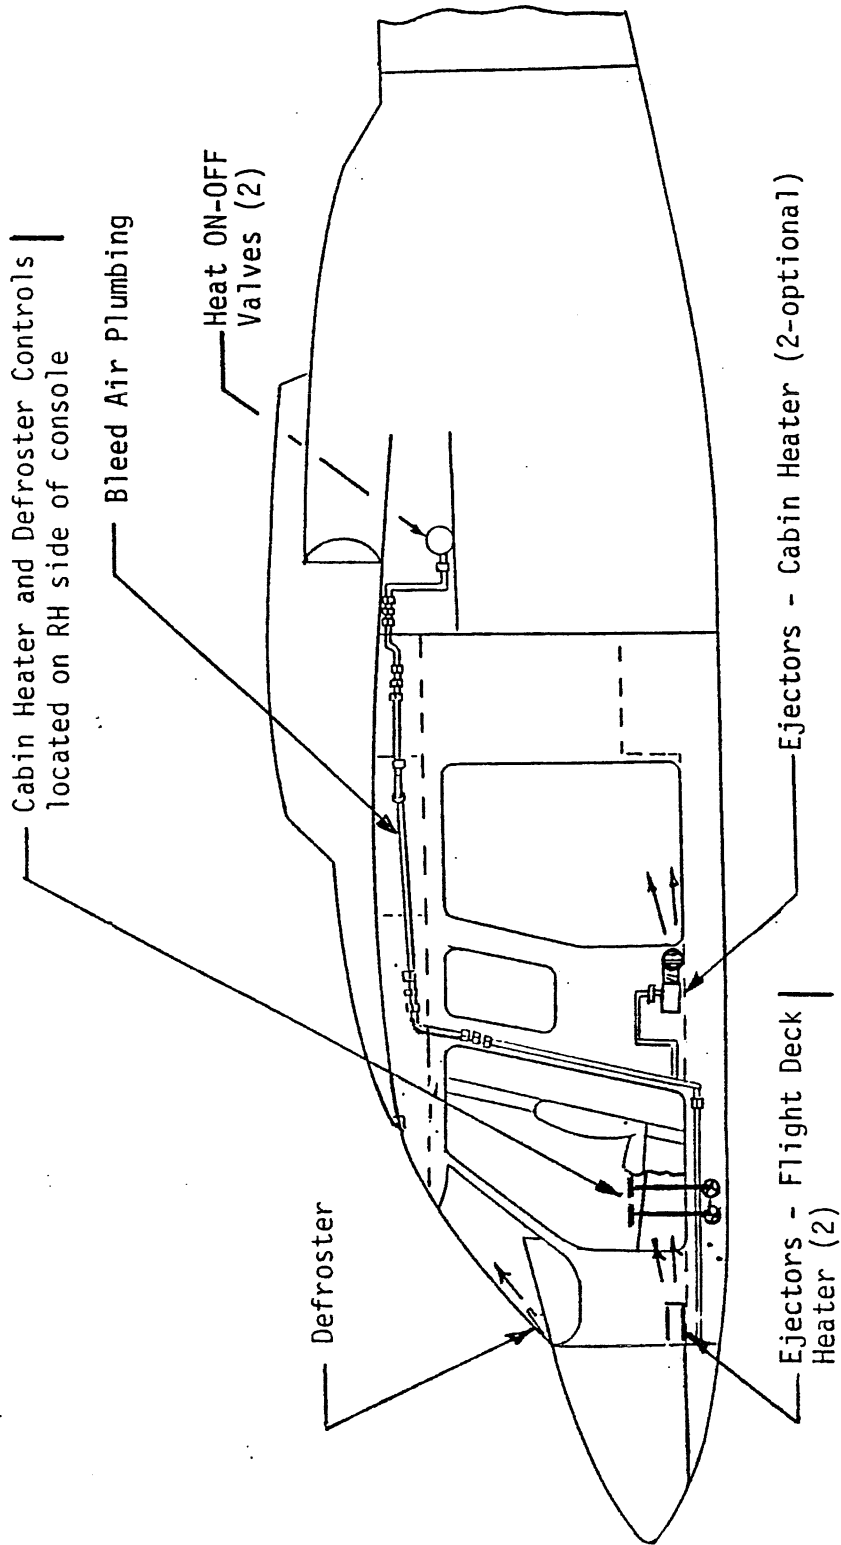 Cabin Heater and Defroster Controls
located on RH side of console
Bleed Air Plumbing
Heat ON-OFF
Valves (2)
Defroster
Ejectors - Flight Deck
Heater (2)
Ejectors - Cabin Heater (2-optional)